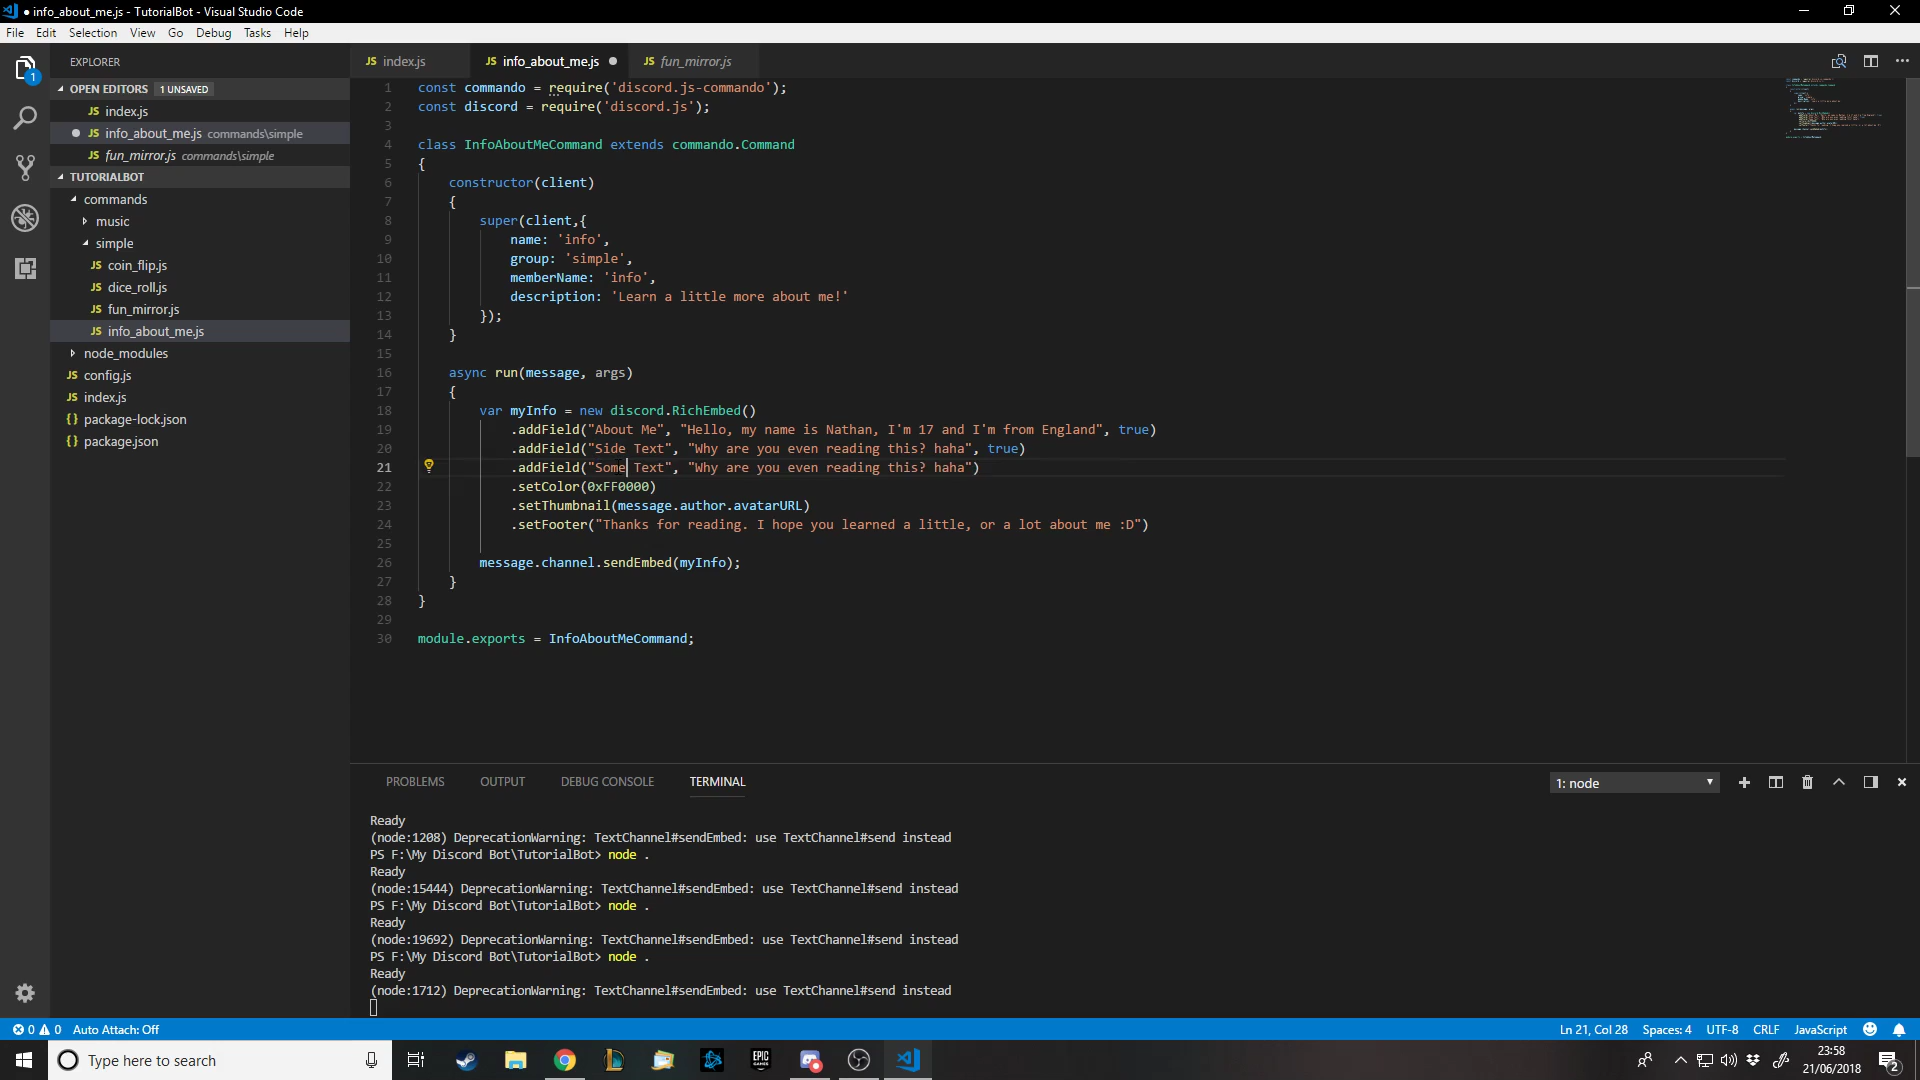 ● info_about_me.js - TutorialBot - Visual Studio Code
File Edit Selection View Go Debug Tasks Help
EXPLORER
OPEN EDITORS 1 UNSAVED
JS index.js
● JS info_about_me.js commands\simple
JS fun_mirror.js commands\simple
TUTORIALBOT
commands
music
simple
JS coin_flip.js
JS dice_roll.js
JS fun_mirror.js
JS info_about_me.js
node_modules
JS config.js
JS index.js
{} package-lock.json
{} package.json
1
JS index.js JS info_about_me.js ● JS fun_mirror.js
1 const commando = require('discord.js-commando');
2 const discord = require('discord.js');
3
4 class InfoAboutMeCommand extends commando.Command
5 {
6 constructor(client)
7 {
8 super(client,{
9 name: 'info',
10 group: 'simple',
11 memberName: 'info',
12 description: 'Learn a little more about me!'
13 });
14 }
15
16 async run(message, args)
17 {
18 var myInfo = new discord.RichEmbed()
19 .addField("About Me", "Hello, my name is Nathan, I'm 17 and I'm from England", true)
20 .addField("Side Text", "Why are you even reading this? haha", true)
21 .addField("Some Text", "Why are you even reading this? haha")
22 .setColor(0xFF0000)
23 .setThumbnail(message.author.avatarURL)
24 .setFooter("Thanks for reading. I hope you learned a little, or a lot about me :D")
25
26 message.channel.sendEmbed(myInfo);
27 }
28 }
29
30 module.exports = InfoAboutMeCommand;
PROBLEMS OUTPUT DEBUG CONSOLE TERMINAL 1: node
Ready
(node:1208) DeprecationWarning: TextChannel#sendEmbed: use TextChannel#send instead
PS F:\My Discord Bot\TutorialBot> node .
Ready
(node:15444) DeprecationWarning: TextChannel#sendEmbed: use TextChannel#send instead
PS F:\My Discord Bot\TutorialBot> node .
Ready
(node:19692) DeprecationWarning: TextChannel#sendEmbed: use TextChannel#send instead
PS F:\My Discord Bot\TutorialBot> node .
Ready
(node:1712) DeprecationWarning: TextChannel#sendEmbed: use TextChannel#send instead
0 0 Auto Attach: Off Ln 21, Col 28 Spaces: 4 UTF-8 CRLF JavaScript
Type here to search
EPIC GAMES
23:58
21/06/2018
2